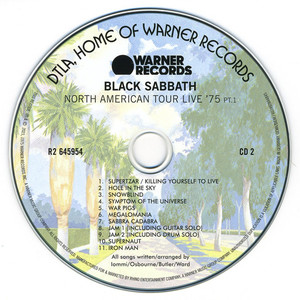 DTLA, HOME OF WARNER RECORDS
WARNER
RECORDS
BLACK SABBATH
NORTH AMERICAN TOUR LIVE '75 PT.1
R2 645954
CD 2
1. SUPERTZAR / KILLING YOURSELF TO LIVE
2. HOLE IN THE SKY
3. SNOWBLIND
4. SYMPTOM OF THE UNIVERSE
5. WAR PIGS
6. MEGALOMANIA
7. SABBRA CADABRA
8. JAM 1 (INCLUDING GUITAR SOLO)
9. JAM 2 (INCLUDING DRUM SOLO)
10. SUPERNAUT
11. IRON MAN
All songs written/arranged by
Iommi/Osbourne/Butler/Ward